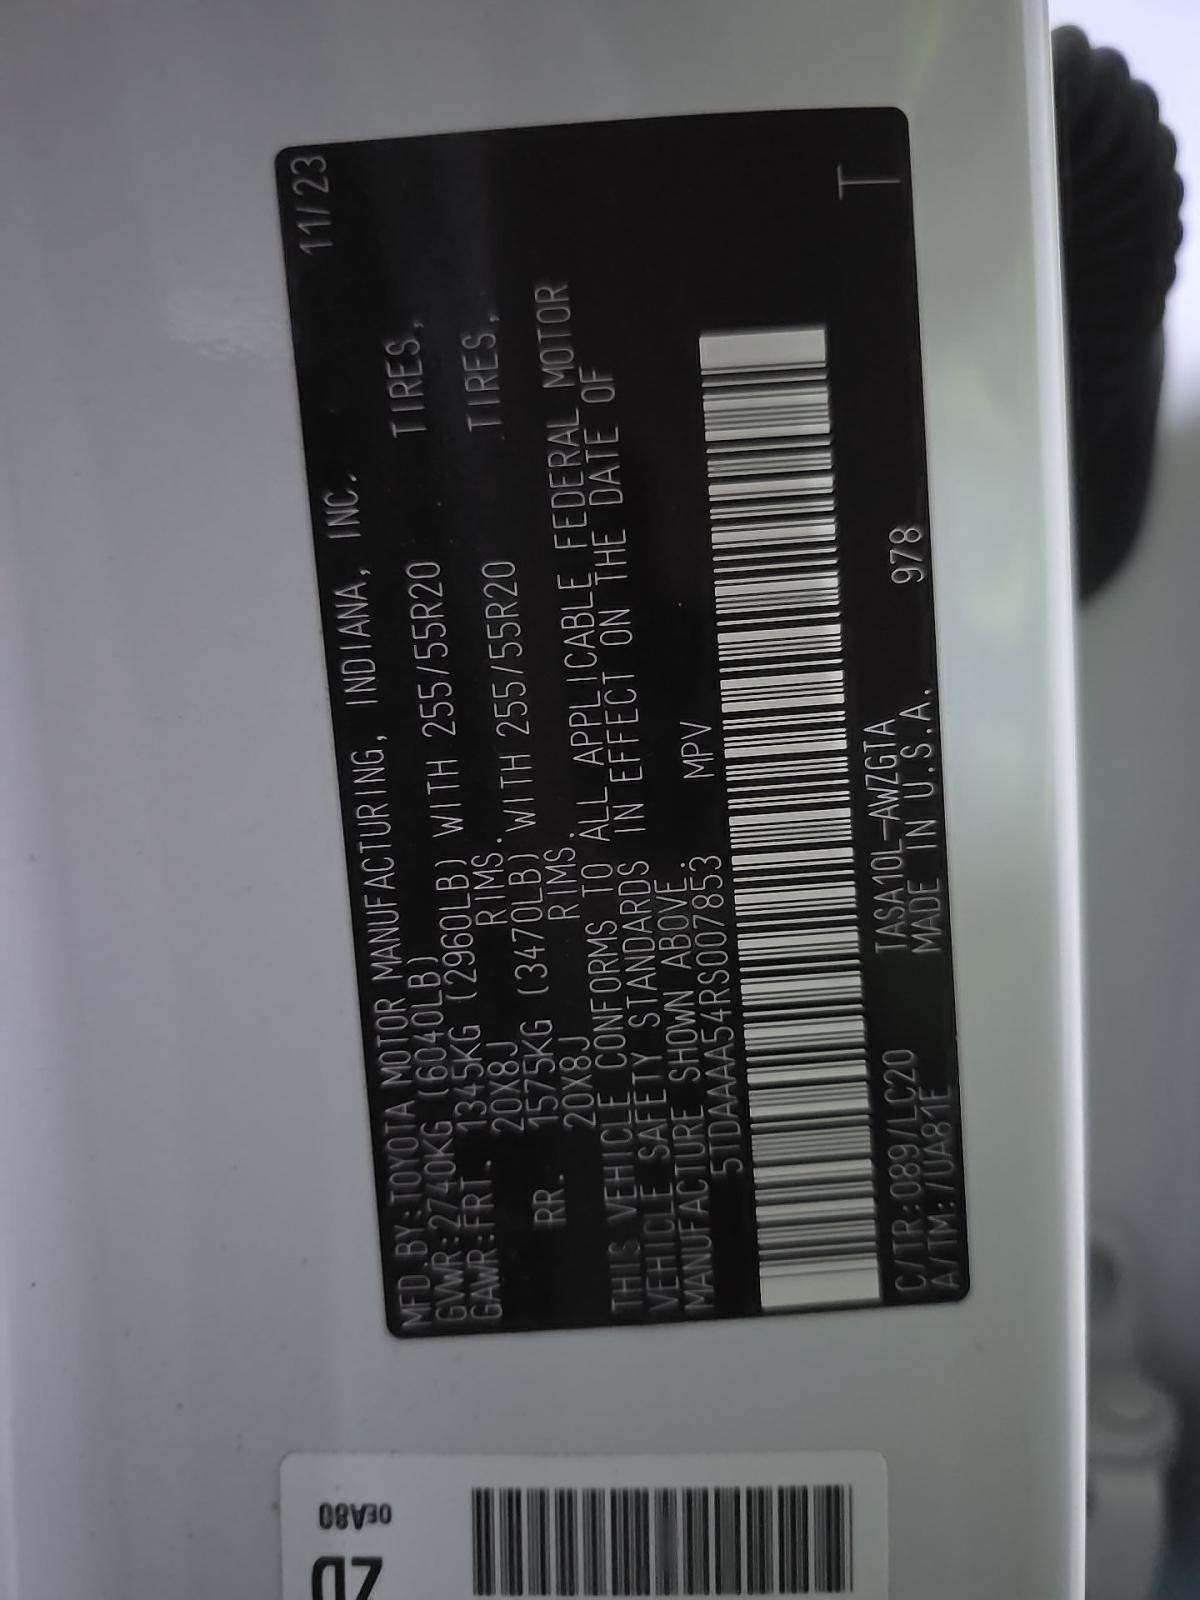 11/23
MFD.BY:TOYOTA MOTOR MANUFACTURING, INDIANA, INC.
GVWR:2740KG (6040LB)
GAWR:FRT. 1345KG (2960LB) WITH 255/55R20 TIRES,
20X8J RIMS.
RR. 1575KG (3470LB) WITH 255/55R20 TIRES,
20X8J RIMS.
THIS VEHICLE CONFORMS TO ALL APPLICABLE FEDERAL MOTOR
VEHICLE SAFETY STANDARDS IN EFFECT ON THE DATE OF
MANUFACTURE SHOWN ABOVE.
5TDAAAA54RS007853 MPV
C/TR:089/LC20 TASA10L-AWZGTA
A/TM:/UA81F MADE IN U.S.A. 978
T
0EA80